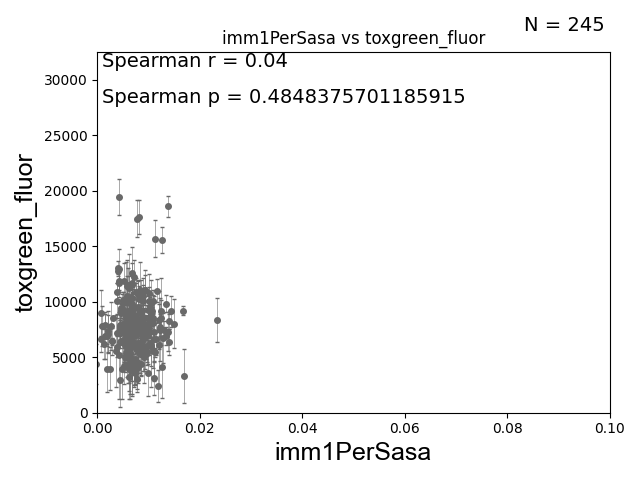 N = 245
imm1PerSasa vs toxgreen_fluor
Spearman r = 0.04
Spearman p = 0.4848375701185915
30000
25000
20000
15000
10000
5000
0
toxgreen_fluor
0.00 0.02 0.04 0.06 0.08 0.10
imm1PerSasa